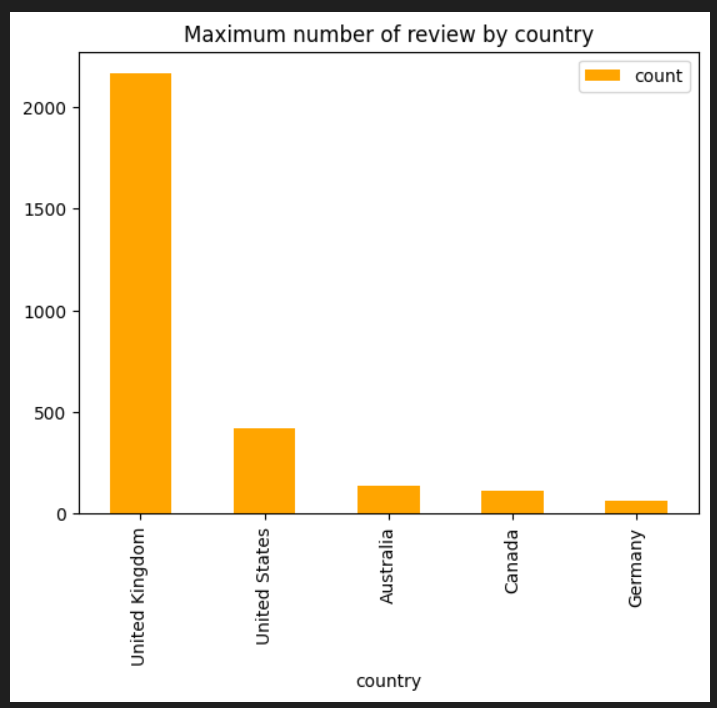 Maximum number of review by country
count
2000
1500
1000
500
0
United Kingdom
United States
Australia
Canada
Germany
country